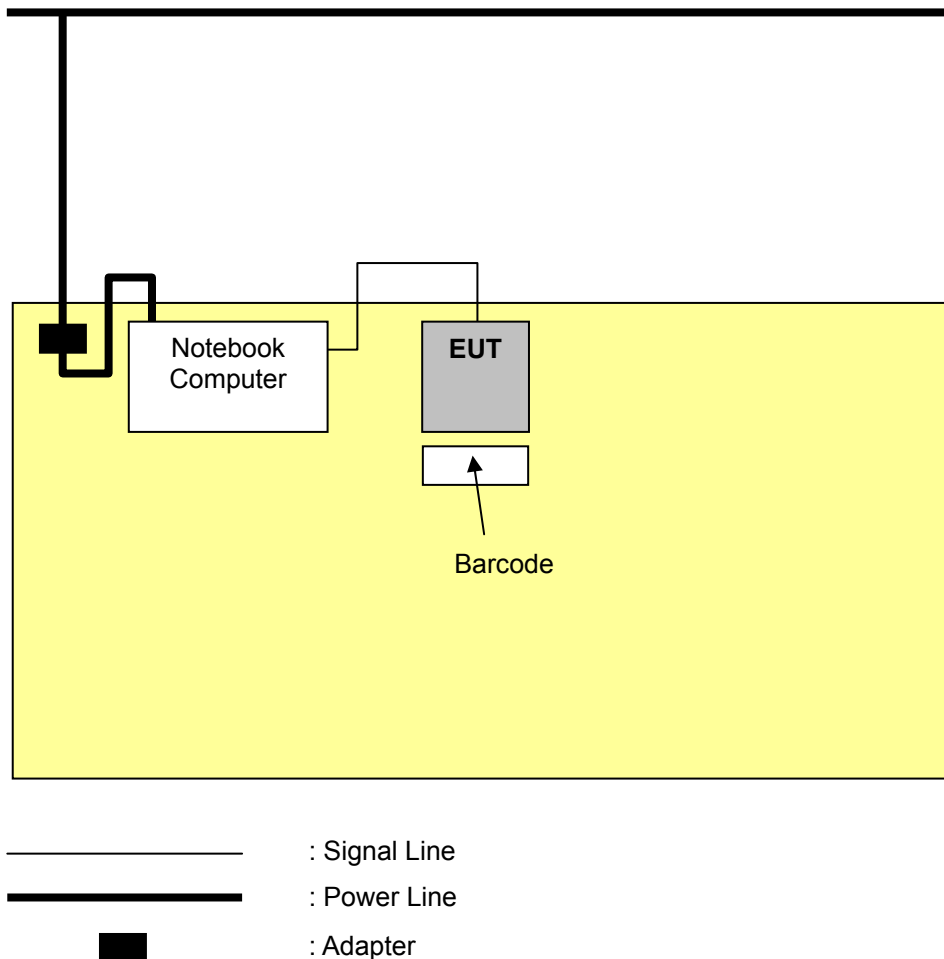 Notebook
Computer
EUT
Barcode
: Signal Line
: Power Line
: Adapter